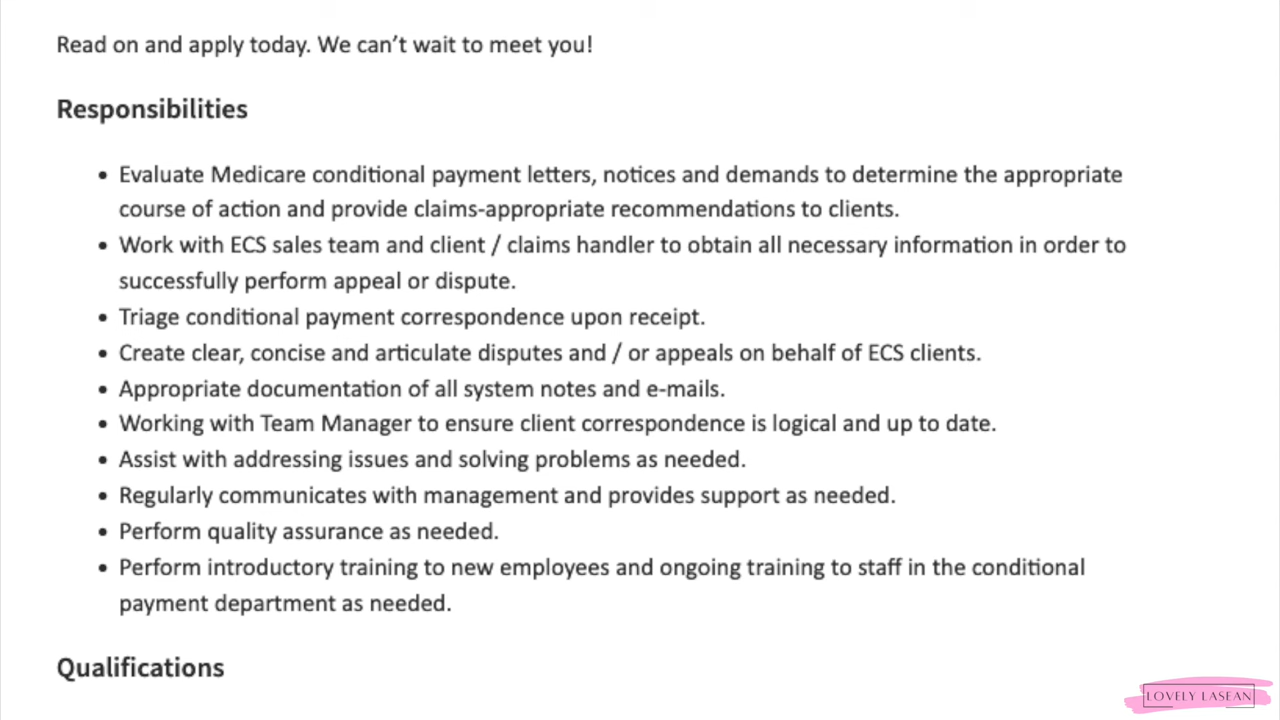 Read on and apply today. We can’t wait to meet you!
Responsibilities
• Evaluate Medicare conditional payment letters, notices and demands to determine the appropriate
course of action and provide claims-appropriate recommendations to clients.
• Work with ECS sales team and client / claims handler to obtain all necessary information in order to
successfully perform appeal or dispute.
• Triage conditional payment correspondence upon receipt.
• Create clear, concise and articulate disputes and / or appeals on behalf of ECS clients.
• Appropriate documentation of all system notes and e-mails.
• Working with Team Manager to ensure client correspondence is logical and up to date.
• Assist with addressing issues and solving problems as needed.
• Regularly communicates with management and provides support as needed.
• Perform quality assurance as needed.
• Perform introductory training to new employees and ongoing training to staff in the conditional
payment department as needed.
Qualifications
LOVELY LASEAN